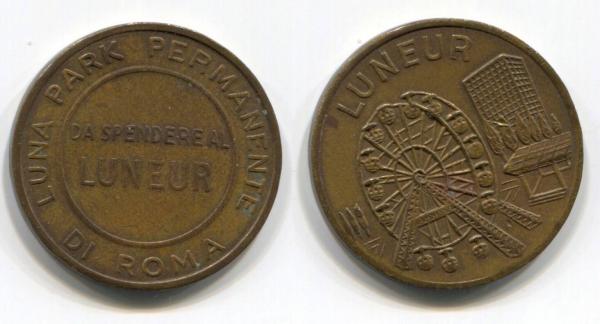 LUNA PARK PERMANENTE
DI ROMA
DA SPENDERE AL
LUNEUR
LUNEUR